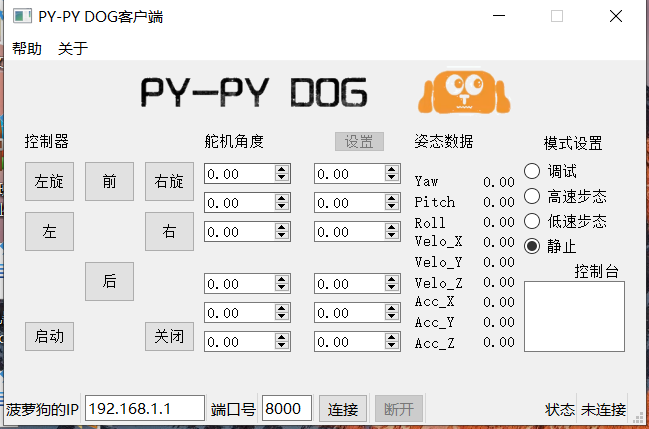 PY-PY DOG客户端
帮助 关于
PY-PY DOG
控制器 舵机角度 设置 姿态数据 模式设置
左旋 前 右旋 0.00 0.00 Yaw 0.00 调试
0.00 0.00 Pitch 0.00 高速步态
左 右 0.00 0.00 Roll 0.00 低速步态
Velo_X 0.00 静止
后 Velo_Y 0.00 控制台
0.00 0.00 Velo_Z 0.00
0.00 0.00 Acc_X 0.00
启动 关闭 Acc_Y 0.00
0.00 0.00 Acc_Z 0.00
菠萝狗的IP 192.168.1.1 端口号 8000 连接 断开 状态 未连接